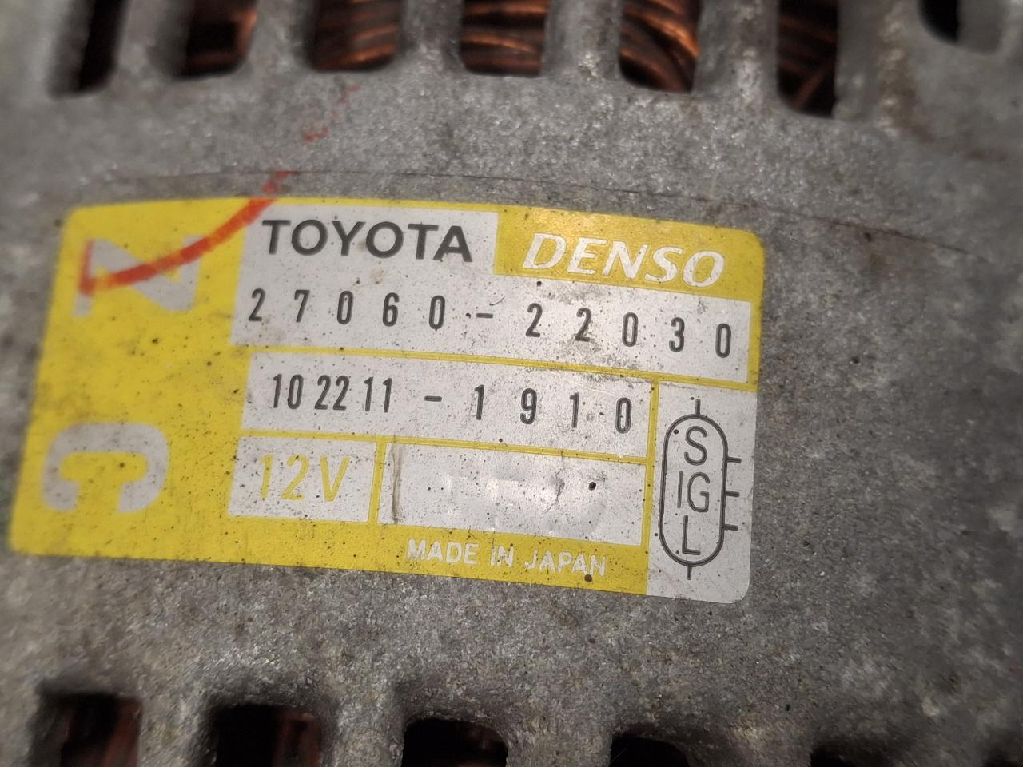 TOYOTA DENSO
27060-22030
102211-1910
12V
MADE IN JAPAN
S
IG
L